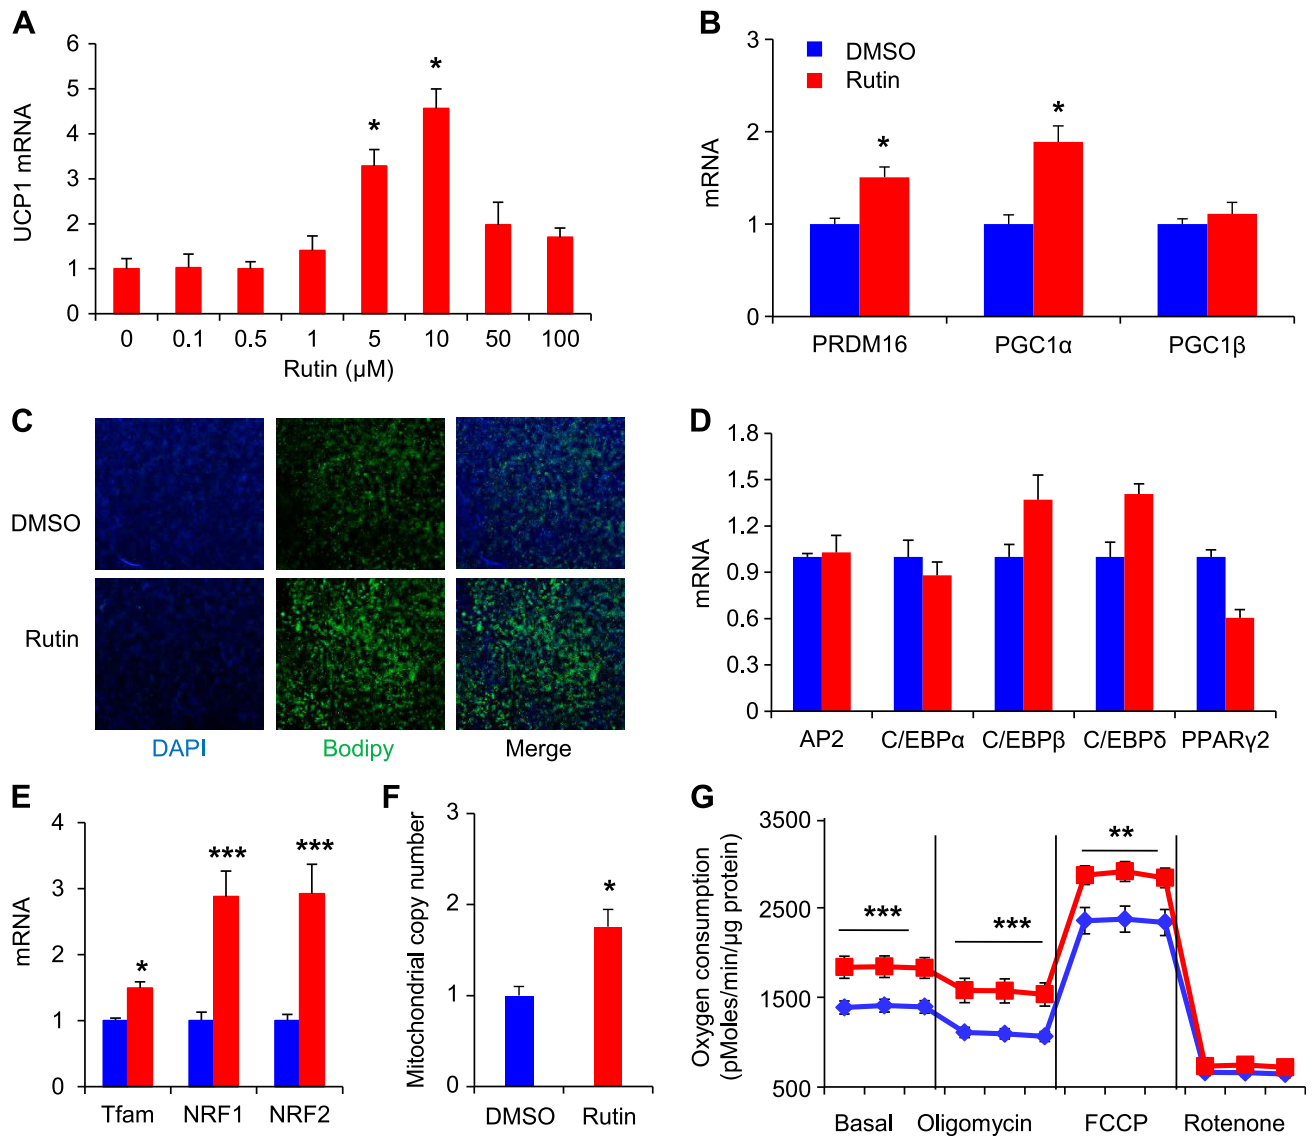 A
6
5
4
3
2
1
0
UCP1 mRNA
*
*
0 0.1 0.5 1 5 10 50 100
Rutin (µM)
B
3
2
1
0
mRNA
DMSO
Rutin
*
*
PRDM16 PGC1α PGC1β
C
DMSO
Rutin
DAPI Bodipy Merge
D
1.8
1.5
1.2
0.9
0.6
0.3
0
mRNA
AP2 C/EBPα C/EBPβ C/EBPδ PPARγ2
E
4
3
2
1
0
mRNA
*
***
***
Tfam NRF1 NRF2
F
3
2
1
0
Mitochondrial copy number
*
DMSO Rutin
G
3500
2500
1500
500
Oxygen consumption
(pMoles/min/µg protein)
***
***
**
Basal Oligomycin FCCP Rotenone